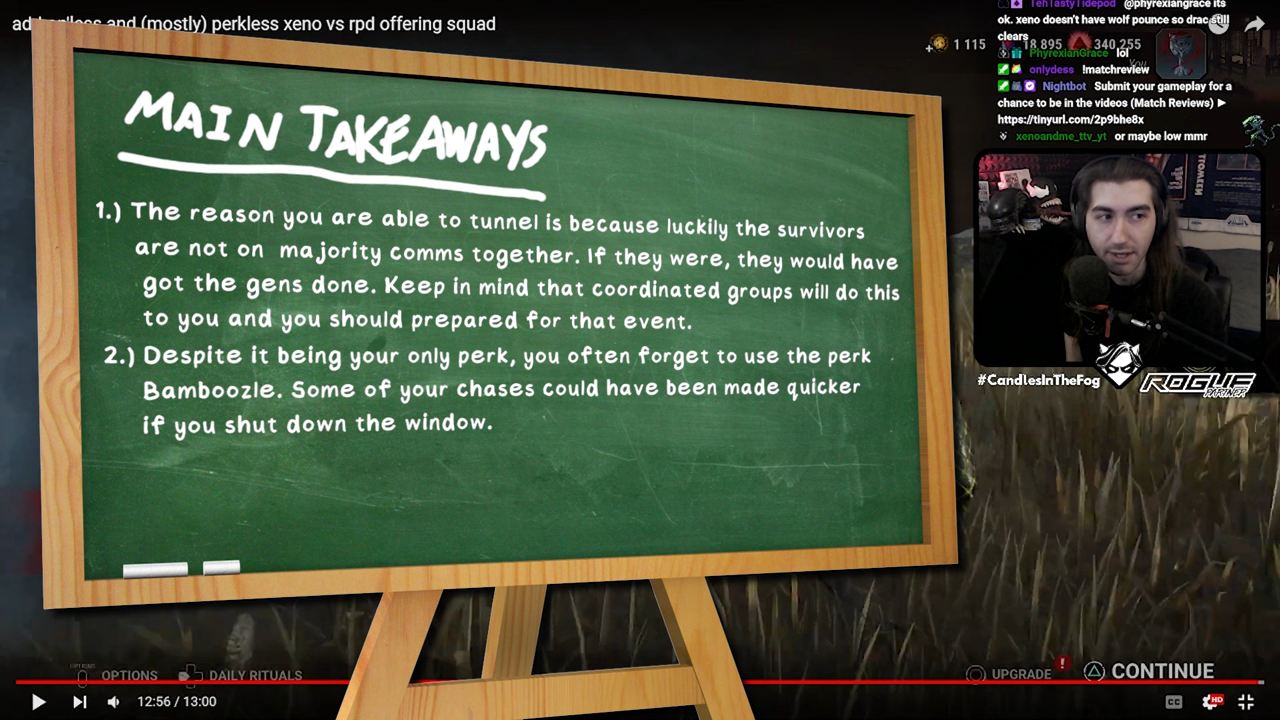 and (mostly) perkless xeno vs rpd offering squad
TehTastyTidepod @phyrexiangrace its
ok. xeno doesn't have wolf pounce so drac still
clears
1 115 18 895 340 255
PhyrexianGrace lol
onlydess !matchreview
Nightbot Submit your gameplay for a
chance to be in the videos (Match Reviews) ►
https://tinyurl.com/2p9bhe8x
xenoandme_ttv_yt or maybe low mmr
MAIN TAKEAWAYS
1.) The reason you are able to tunnel is because luckily the survivors
are not on majority comms together. If they were, they would have
got the gens done. Keep in mind that coordinated groups will do this
to you and you should prepared for that event.
2.) Despite it being your only perk, you often forget to use the perk
Bamboozle. Some of your chases could have been made quicker
if you shut down the window.
#CandlesInTheFog
ROGUE
PARTNER
OPTIONS
OPTIONS
DAILY RITUALS
UPGRADE
!
CONTINUE
12:56 / 13:00
CC
HD